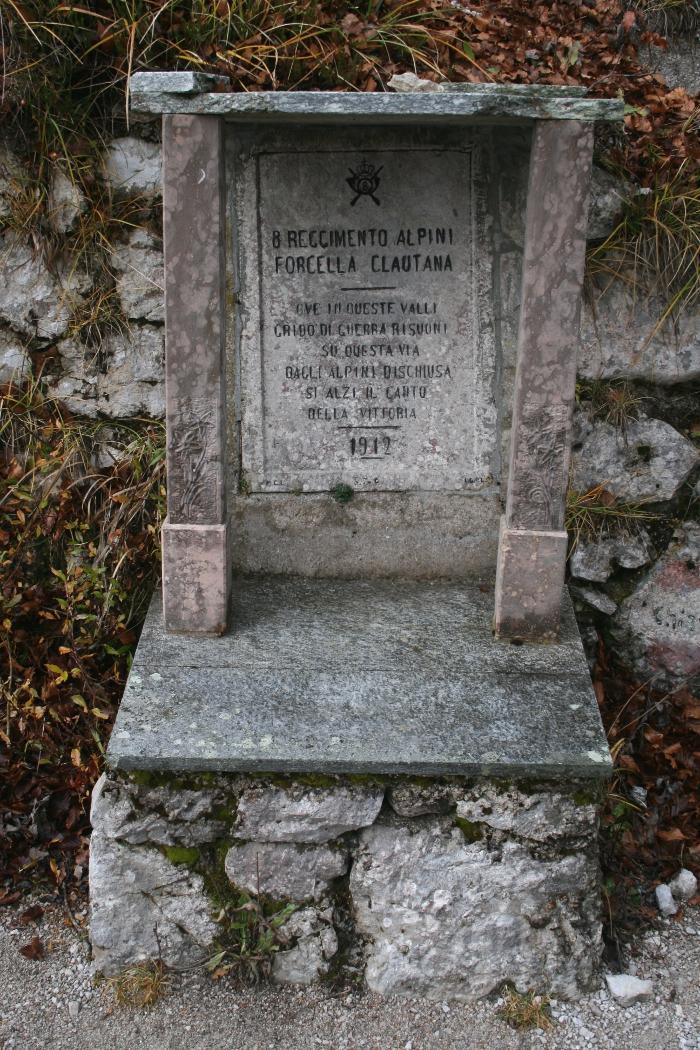 8 REGGIMENTO ALPINI
FORCELLA CLAUTANA
OVE IN QUESTE VALLI
GRIDO DI GUERRA RISUONI
SU QUESTA VIA
DAGLI ALPINI DISCHIUSA
SI ALZI IL CANTO
DELLA VITTORIA
1912